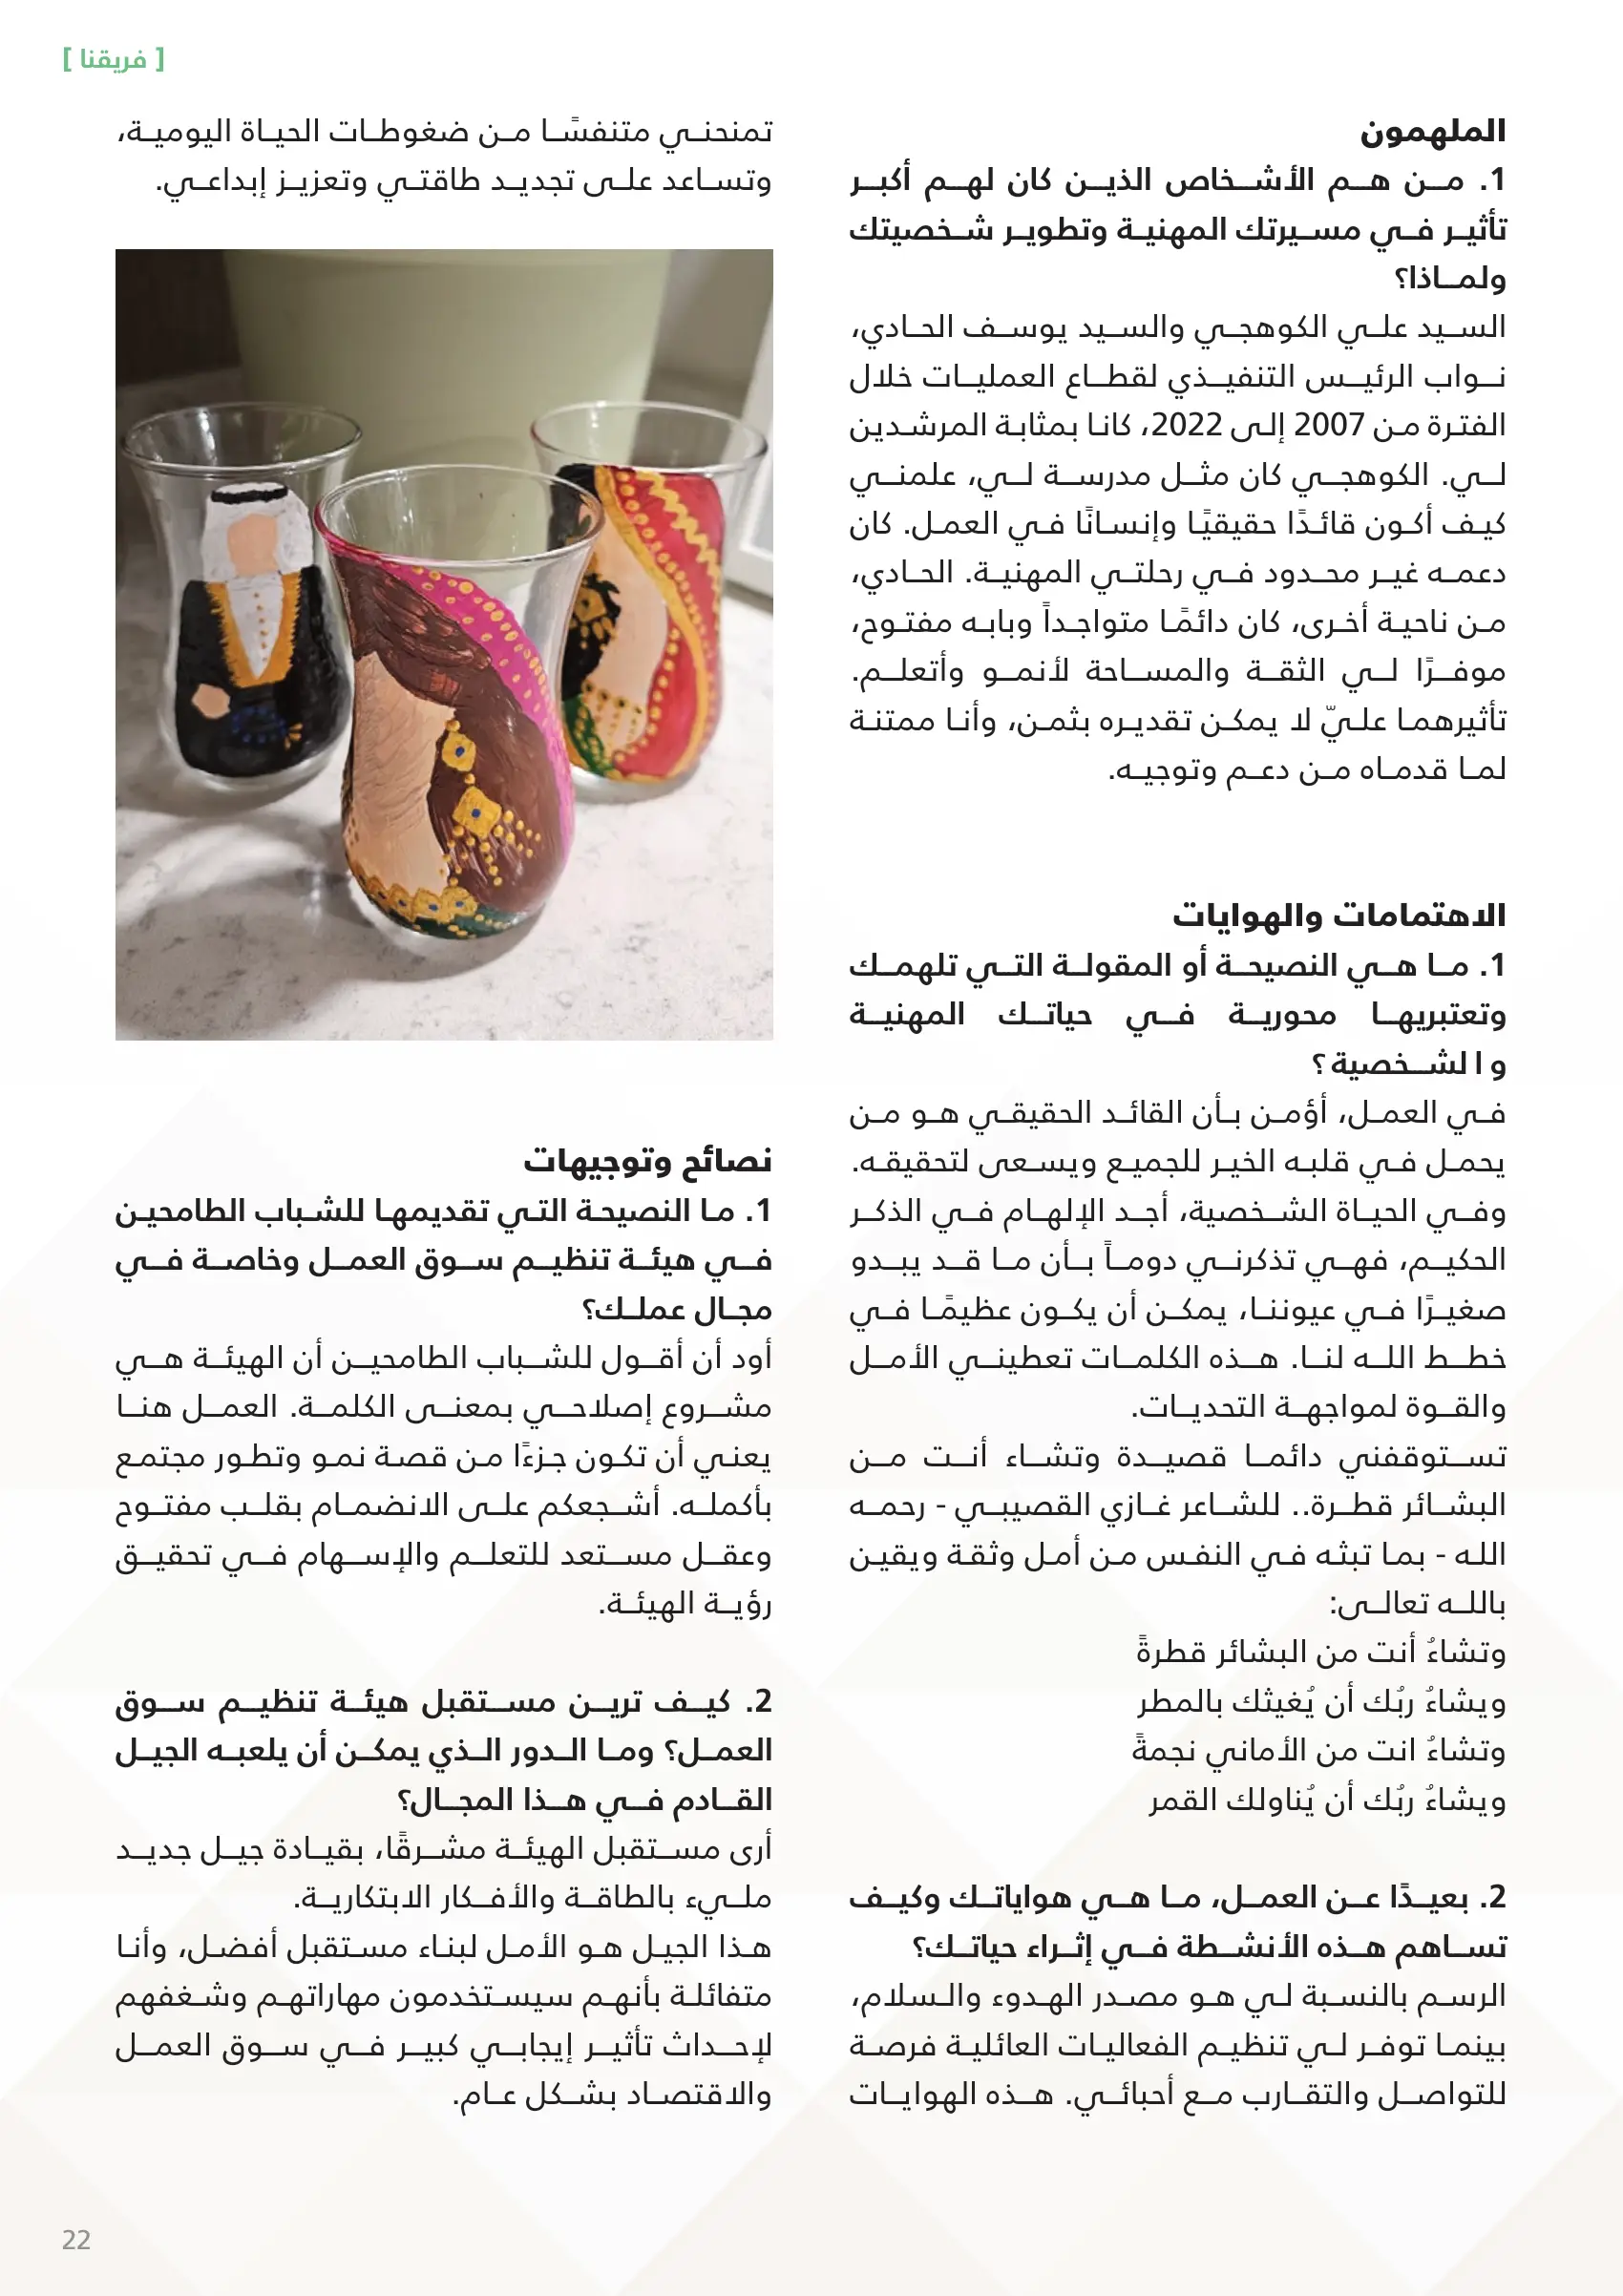 [ فريقنا ]
الملهمون
1. من هم الأشخاص الذين كان لهم أكبر
تأثير في مسيرتك المهنية وتطوير شخصيتك
ولماذا؟
السيد علي الكوهجي والسيد يوسف الحادي،
نواب الرئيس التنفيذي لقطاع العمليات خلال
الفترة من 2007 إلى 2022، كانا بمثابة المرشدين
لي. الكوهجي كان مثل مدرسة لي، علمني
كيف أكون قائدًا حقيقيًا وإنسانًا في العمل. كان
دعمه غير محدود في رحلتي المهنية. الحادي،
من ناحية أخرى، كان دائمًا متواجداً وبابه مفتوح،
موفرًا لي الثقة والمساحة لأنمو وأتعلم.
تأثيرهما عليّ لا يمكن تقديره بثمن، وأنا ممتنة
لما قدماه من دعم وتوجيه.
الاهتمامات والهوايات
1. ما هي النصيحة أو المقولة التي تلهمك
وتعتبريها محورية في حياتك المهنية
والشخصية؟
في العمل، أؤمن بأن القائد الحقيقي هو من
يحمل في قلبه الخير للجميع ويسعى لتحقيقه.
وفي الحياة الشخصية، أجد الإلهام في الذكر
الحكيم، فهي تذكرني دوماً بأن ما قد يبدو
صغيرًا في عيوننا، يمكن أن يكون عظيمًا في
خطط الله لنا. هذه الكلمات تعطيني الأمل
والقوة لمواجهة التحديات.
تستوقفني دائما قصيدة وتشاء أنت من
البشائر قطرة.. للشاعر غازي القصيبي - رحمه
الله - بما تبثه في النفس من أمل وثقة ويقين
بالله تعالى:
وتشاءُ أنت من البشائر قطرةً
ويشاءُ ربُك أن يُغيثك بالمطر
وتشاءُ انت من الأماني نجمةً
ويشاءُ ربُك أن يُناولك القمر
2. بعيدًا عن العمل، ما هي هواياتك وكيف
تساهم هذه الأنشطة في إثراء حياتك؟
الرسم بالنسبة لي هو مصدر الهدوء والسلام،
بينما توفر لي تنظيم الفعاليات العائلية فرصة
للتواصل والتقارب مع أحبائي. هذه الهوايات
تمنحني متنفسًا من ضغوطات الحياة اليومية،
وتساعد على تجديد طاقتي وتعزيز إبداعي.
نصائح وتوجيهات
1. ما النصيحة التي تقديمها للشباب الطامحين
في هيئة تنظيم سوق العمل وخاصة في
مجال عملك؟
أود أن أقول للشباب الطامحين أن الهيئة هي
مشروع إصلاحي بمعنى الكلمة. العمل هنا
يعني أن تكون جزءًا من قصة نمو وتطور مجتمع
بأكمله. أشجعكم على الانضمام بقلب مفتوح
وعقل مستعد للتعلم والإسهام في تحقيق
رؤية الهيئة.
2. كيف ترين مستقبل هيئة تنظيم سوق
العمل؟ وما الدور الذي يمكن أن يلعبه الجيل
القادم في هذا المجال؟
أرى مستقبل الهيئة مشرقًا، بقيادة جيل جديد
مليء بالطاقة والأفكار الابتكارية.
هذا الجيل هو الأمل لبناء مستقبل أفضل، وأنا
متفائلة بأنهم سيستخدمون مهاراتهم وشغفهم
لإحداث تأثير إيجابي كبير في سوق العمل
والاقتصاد بشكل عام.
22